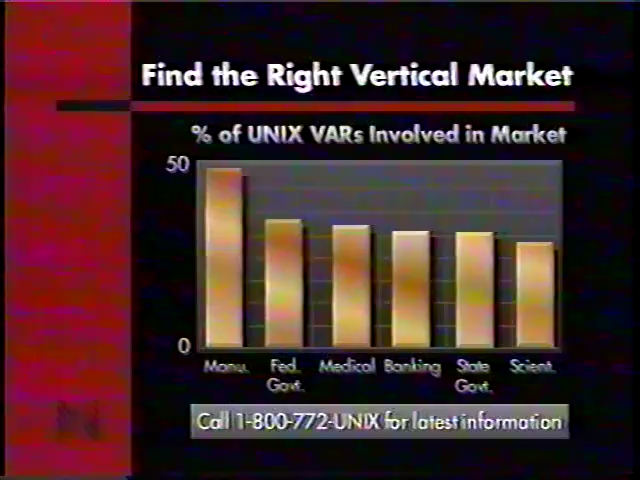 Find the Right Vertical Market
% of UNIX VARs Involved in Market
50
0
Manu. Fed. Govt. Medical Banking State Govt. Scient.
Call 1-800-772-UNIX for latest information